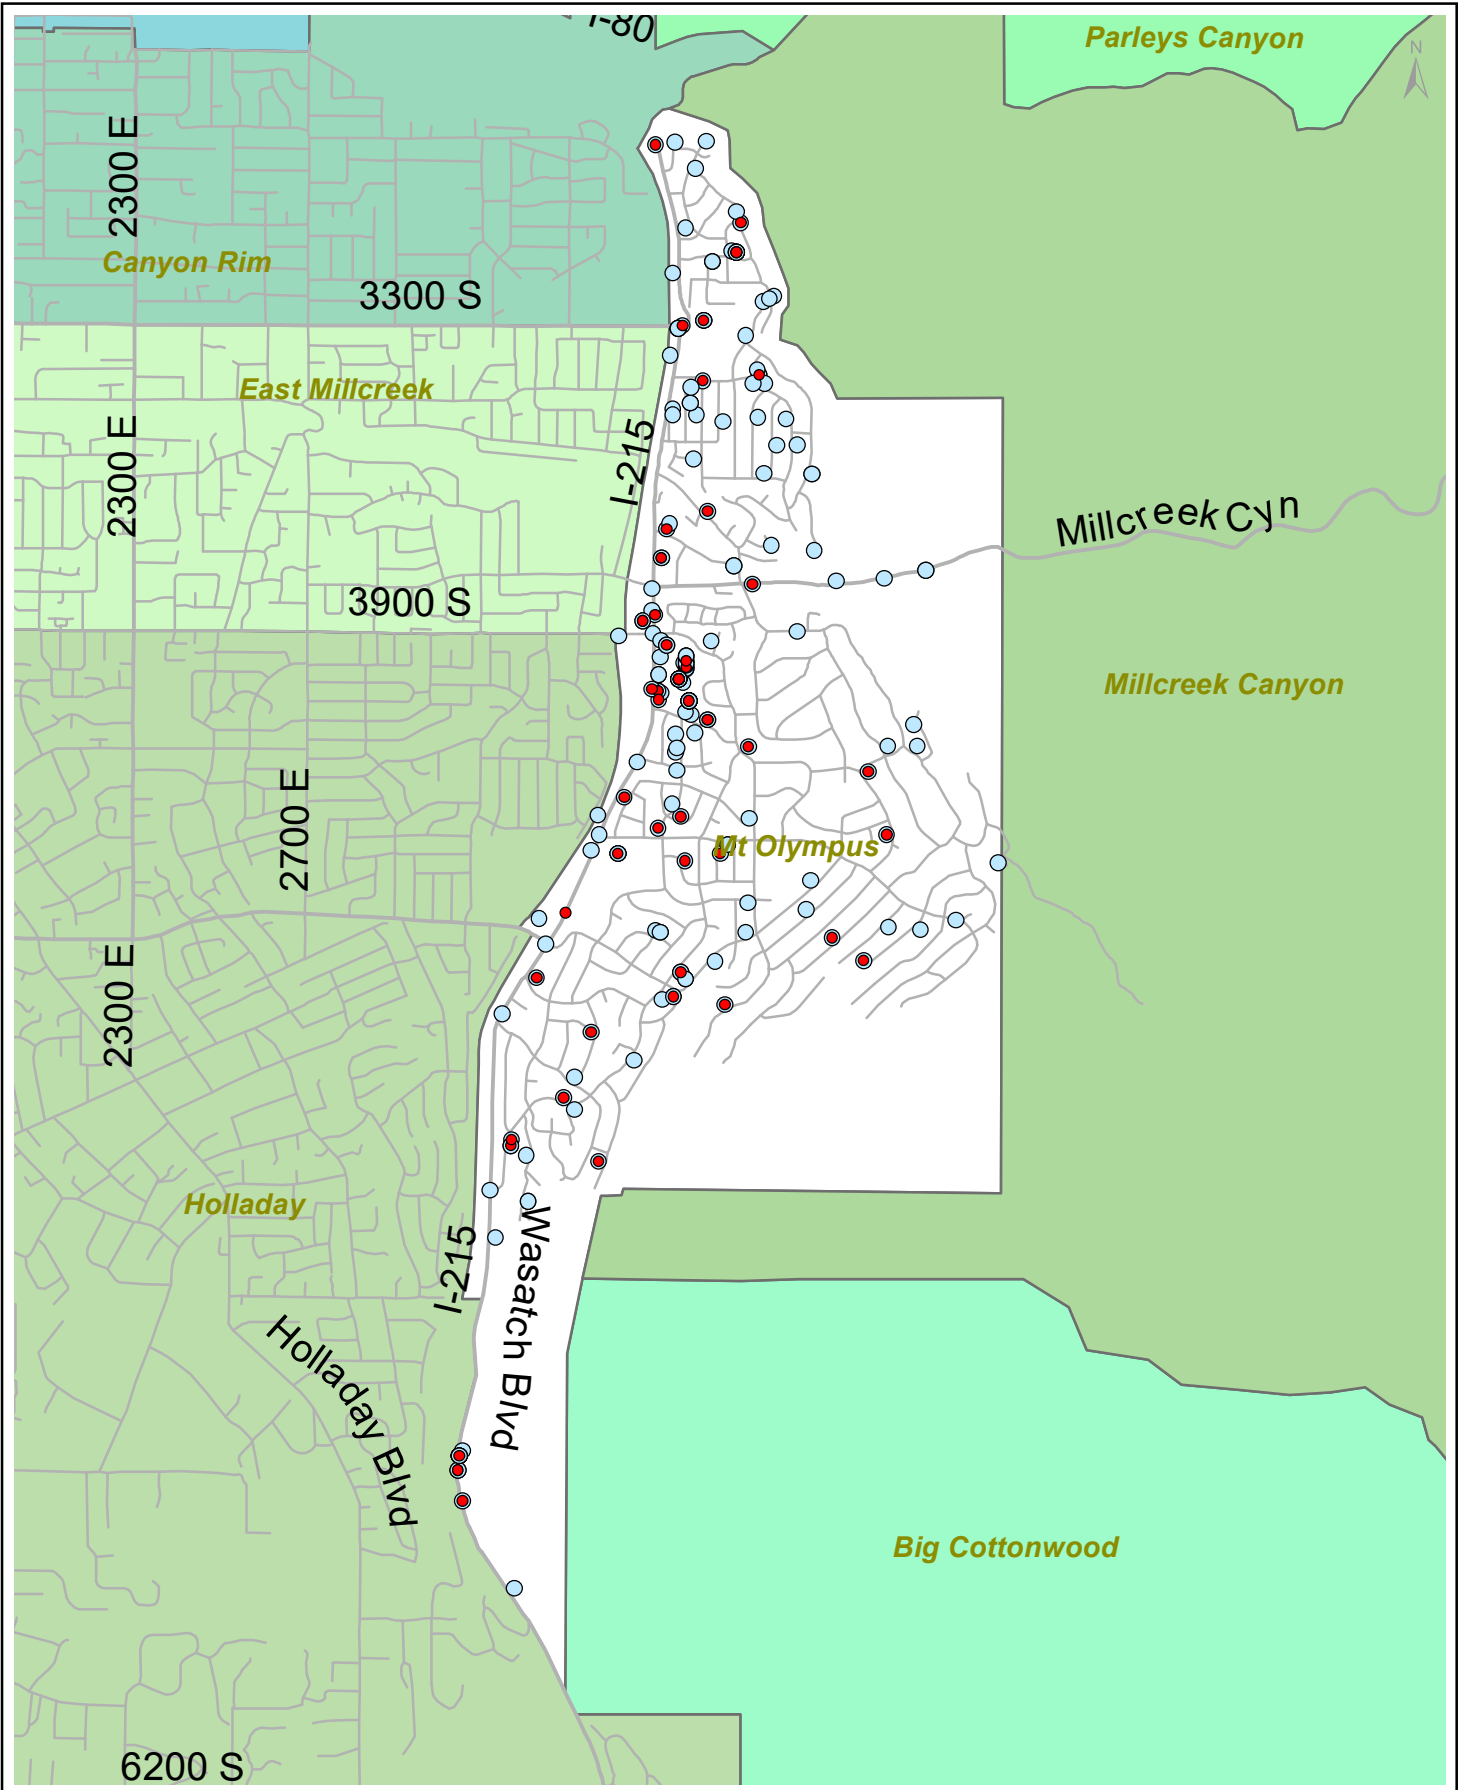 I-80
Parleys Canyon
N
2300 E
Canyon Rim
3300 S
East Millcreek
2300 E
I-215
Millcreek Cyn
3900 S
Millcreek Canyon
2700 E
Mt Olympus
2300 E
Holladay
I-215
Wasatch Blvd
Holladay Blvd
Big Cottonwood
6200 S